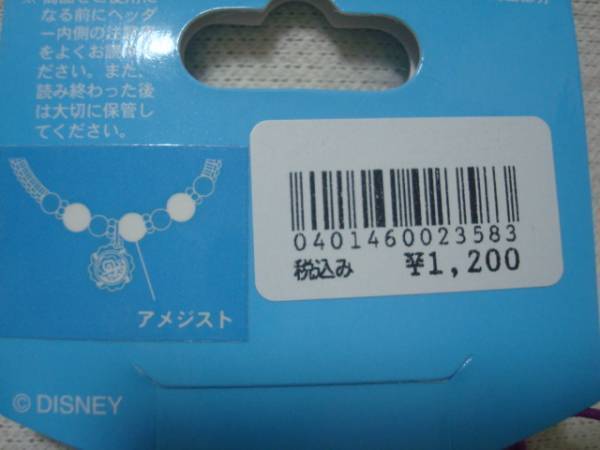 なる前にヘッダ
ー内側の注意書
をよくお読みく
ださい。また、
読み終わった後
は大切に保管し
てください。
0401460023583
税込み ¥1,200
アメジスト
© DISNEY